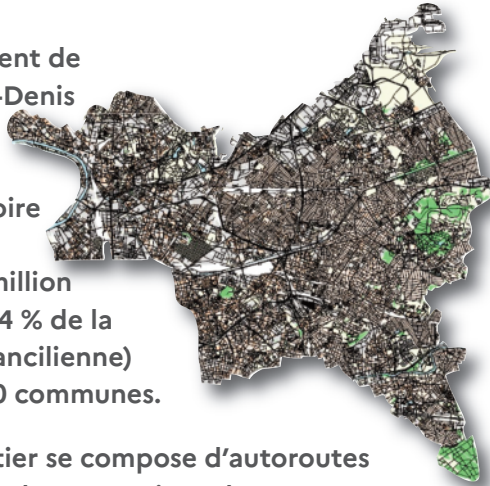 ent de
-Denis
oire
million
4 % de la
ancilienne)
0 communes.
tier se compose d’autoroutes